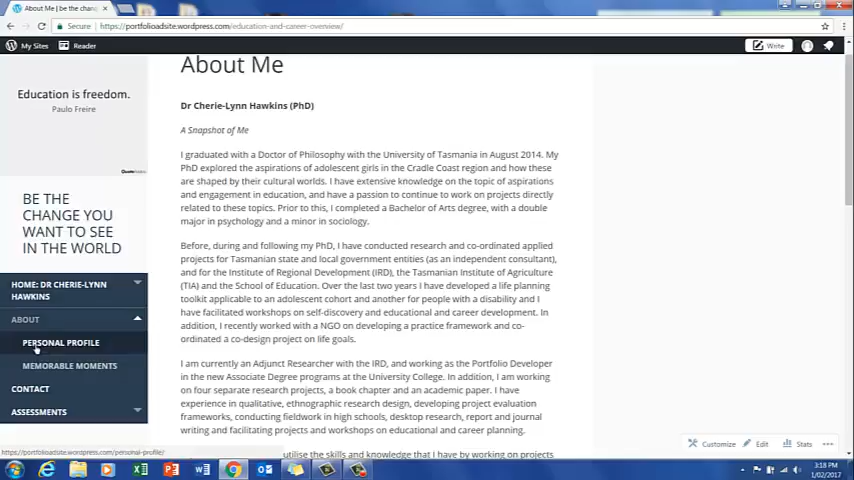 About Me | be the chang
Secure
https://portfolioadsite.wordpress.com/education-and-career-overview/
My Sites
Reader
Write
Education is freedom.
Paulo Freire
BE THE
CHANGE YOU
WANT TO SEE
IN THE WORLD
HOME: DR CHERIE-LYNN
HAWKINS
ABOUT
PERSONAL PROFILE
MEMORABLE MOMENTS
CONTACT
ASSESSMENTS
About Me
Dr Cherie-Lynn Hawkins (PhD)
A Snapshot of Me
I graduated with a Doctor of Philosophy with the University of Tasmania in August 2014. My
PhD explored the aspirations of adolescent girls in the Cradle Coast region and how these
are shaped by their cultural worlds. I have extensive knowledge on the topic of aspirations
and engagement in education, and have a passion to continue to work on projects directly
related to these topics. Prior to this, I completed a Bachelor of Arts degree, with a double
major in psychology and a minor in sociology.
Before, during and following my PhD, I have conducted research and co-ordinated applied
projects for Tasmanian state and local government entities (as an independent consultant),
and for the Institute of Regional Development (IRD), the Tasmanian Institute of Agriculture
(TIA) and the School of Education. Over the last two years I have developed a life planning
toolkit applicable to an adolescent cohort and another for people with a disability and I
have facilitated workshops on self-discovery and educational and career development. In
addition, I recently worked with a NGO on developing a practice framework and co-
ordinated a co-design project on life goals.
I am currently an Adjunct Researcher with the IRD, and working as the Portfolio Developer
in the new Associate Degree programs at the University College. In addition, I am working
on four separate research projects, a book chapter and an academic paper. I have
experience in qualitative, ethnographic research design, developing project evaluation
frameworks, conducting fieldwork in high schools, desktop research, report and journal
writing and facilitating projects and workshops on educational and career planning.
utilise the skills and knowledge that I have by working on projects
Customize
Edit
Stats
https://portfolioadsite.wordpress.com/personal-profile/
3:18 PM
1/02/2017